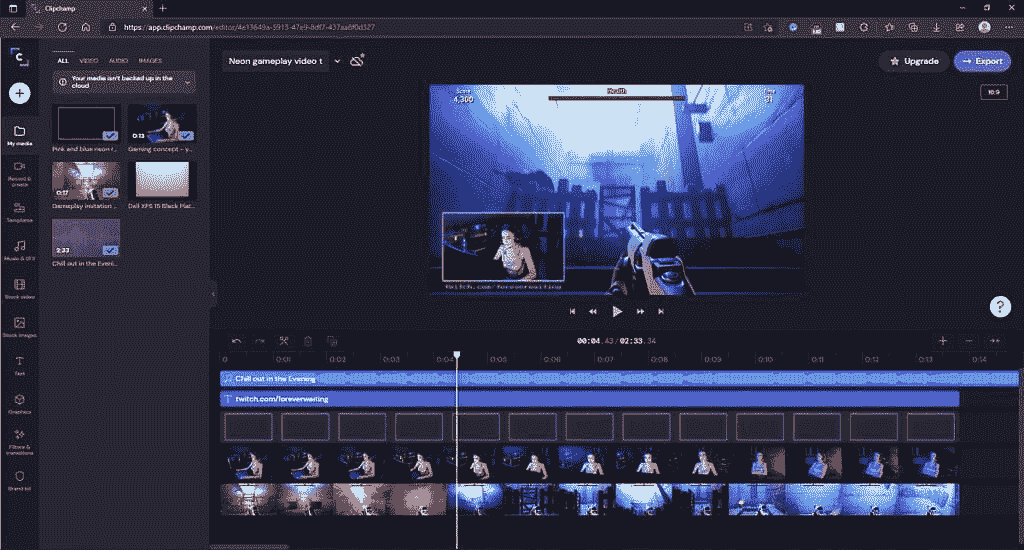 Clipchamp
https://app.clipchamp.com/editor/4e13649a-5913-47e9-8df7-437aa8f0d327
ALL VIDEO AUDIO IMAGES
Your media isn't backed up in the cloud
Neon gameplay video t
Upgrade
Export
16:9
My media
Record & create
Templates
Music & SFX
Stock video
Stock images
Text
Graphics
Filters & transitions
Brand kit
Pink and blue neon r...
0:13
Gaming concept - y...
0:17
Gameplay invitation ...
Dell XPS 15 Black Plat...
2:33
Chill out in the Eveni...
Score
4,300
Health
Time
00:04.43 / 02:33.34
0 0:01 0:02 0:03 0:04 0:05 0:06 0:07 0:08 0:09 0:10 0:11 0:12 0:13 0:14
Chill out in the Evening
twitch.com/foreverwaiting